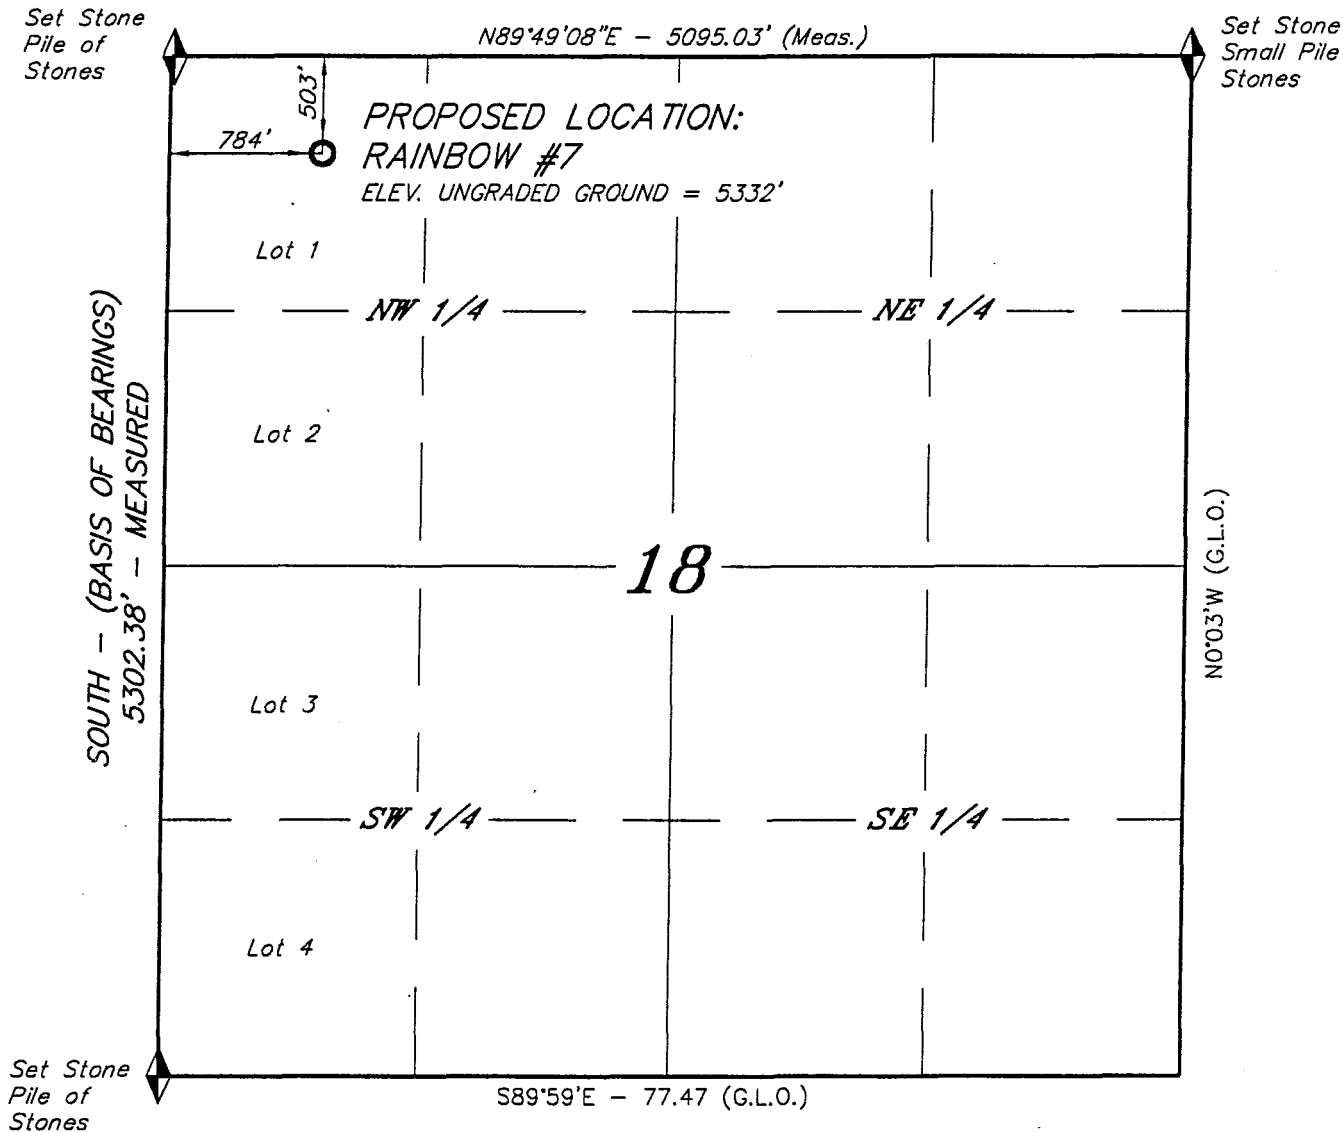 Set Stone
Pile of
Stones
N89°49'08"E - 5095.03' (Meas.)
Set Stone
Small Pile
Stones
503'
784'
PROPOSED LOCATION:
RAINBOW #7
ELEV. UNGRADED GROUND = 5332'
Lot 1
NW 1/4
NE 1/4
SOUTH - (BASIS OF BEARINGS)
5302.38' - MEASURED
Lot 2
18
N0°03'W (G.L.O.)
Lot 3
SW 1/4
SE 1/4
Lot 4
Set Stone
Pile of
Stones
S89°59'E - 77.47 (G.L.O.)